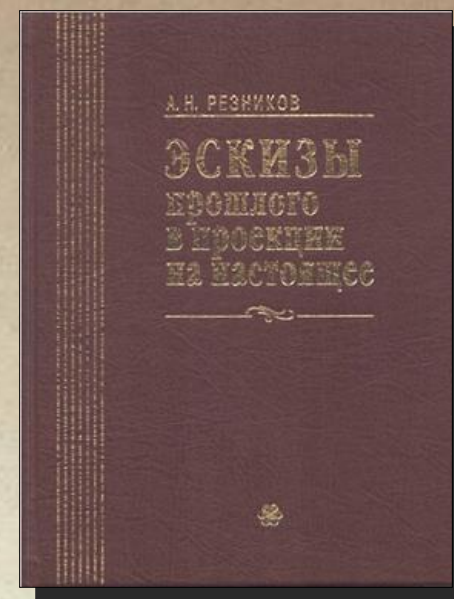 А. Н. РЕЗНИКОВ
ЭСКИЗЫ
прошлого
в проекции
на настоящее